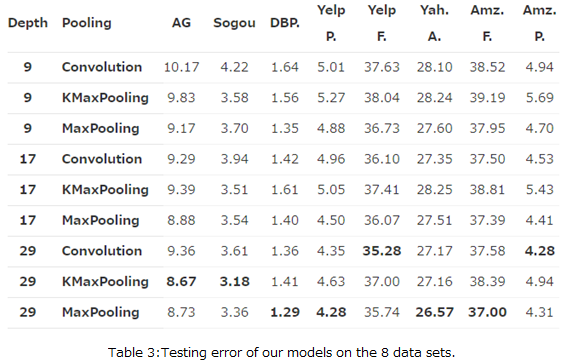 Depth Pooling AG Sogou DBP. Yelp P. Yelp F. Yah. A. Amz. F. Amz. P.
9 Convolution 10.17 4.22 1.64 5.01 37.63 28.10 38.52 4.94
9 KMaxPooling 9.83 3.58 1.56 5.27 38.04 28.24 39.19 5.69
9 MaxPooling 9.17 3.70 1.35 4.88 36.73 27.60 37.95 4.70
17 Convolution 9.29 3.94 1.42 4.96 36.10 27.35 37.50 4.53
17 KMaxPooling 9.39 3.51 1.61 5.05 37.41 28.25 38.81 5.43
17 MaxPooling 8.88 3.54 1.40 4.50 36.07 27.51 37.39 4.41
29 Convolution 9.36 3.61 1.36 4.35 35.28 27.17 37.58 4.28
29 KMaxPooling 8.67 3.18 1.41 4.63 37.00 27.16 38.39 4.94
29 MaxPooling 8.73 3.36 1.29 4.28 35.74 26.57 37.00 4.31
Table 3:Testing error of our models on the 8 data sets.